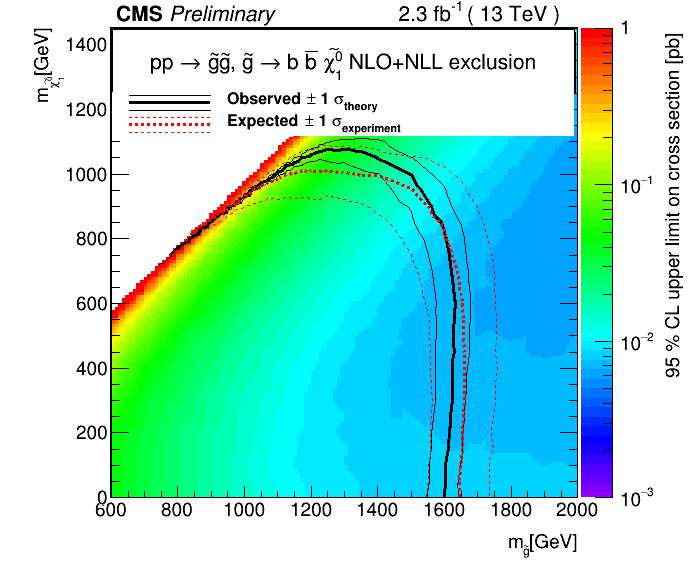 CMS Preliminary 2.3 fb⁻¹ ( 13 TeV )
pp → g̃g̃, g̃ → b b̅ χ̃⁰₁ NLO+NLL exclusion
Observed ± 1 σ_theory
Expected ± 1 σ_experiment
m_χ̃⁰₁[GeV]
1400
1200
1000
800
600
400
200
0
600 800 1000 1200 1400 1600 1800 2000
m_g̃[GeV]
1
10⁻¹
10⁻²
10⁻³
95 % CL upper limit on cross section [pb]